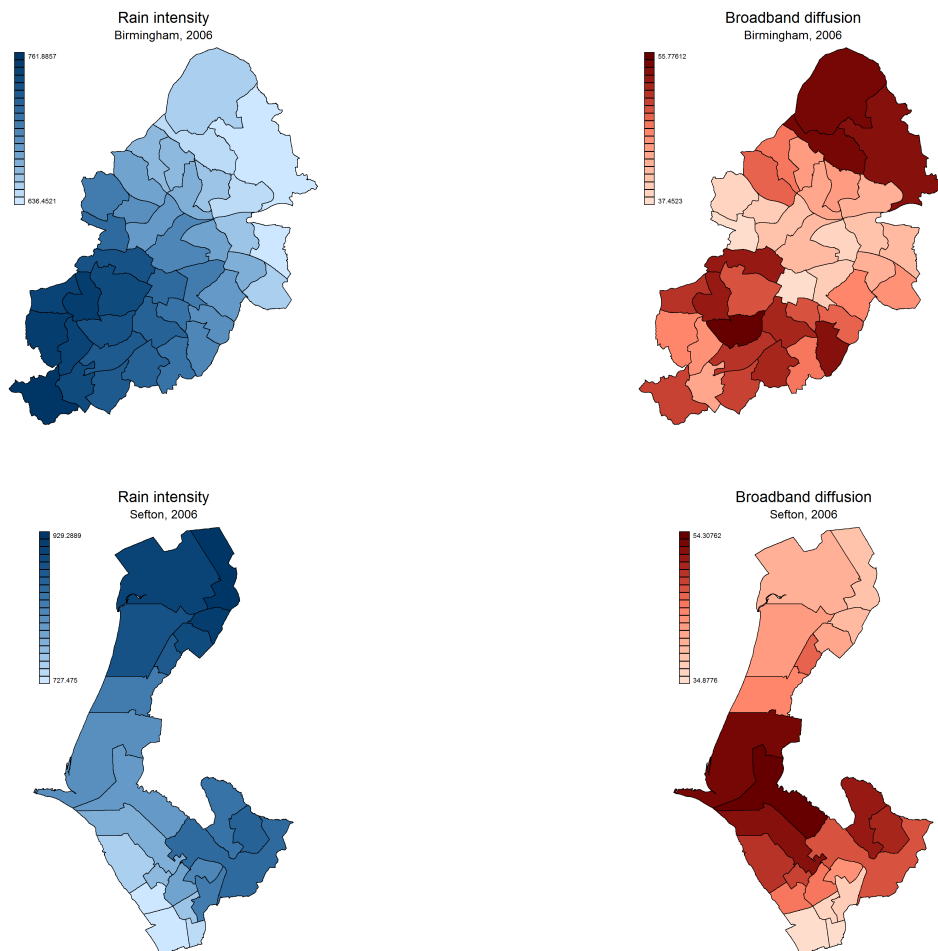 Rain intensity
Birmingham, 2006
761.8857
636.4521
Broadband diffusion
Birmingham, 2006
55.77612
37.4523
Rain intensity
Sefton, 2006
929.2889
727.475
Broadband diffusion
Sefton, 2006
54.30762
34.8776